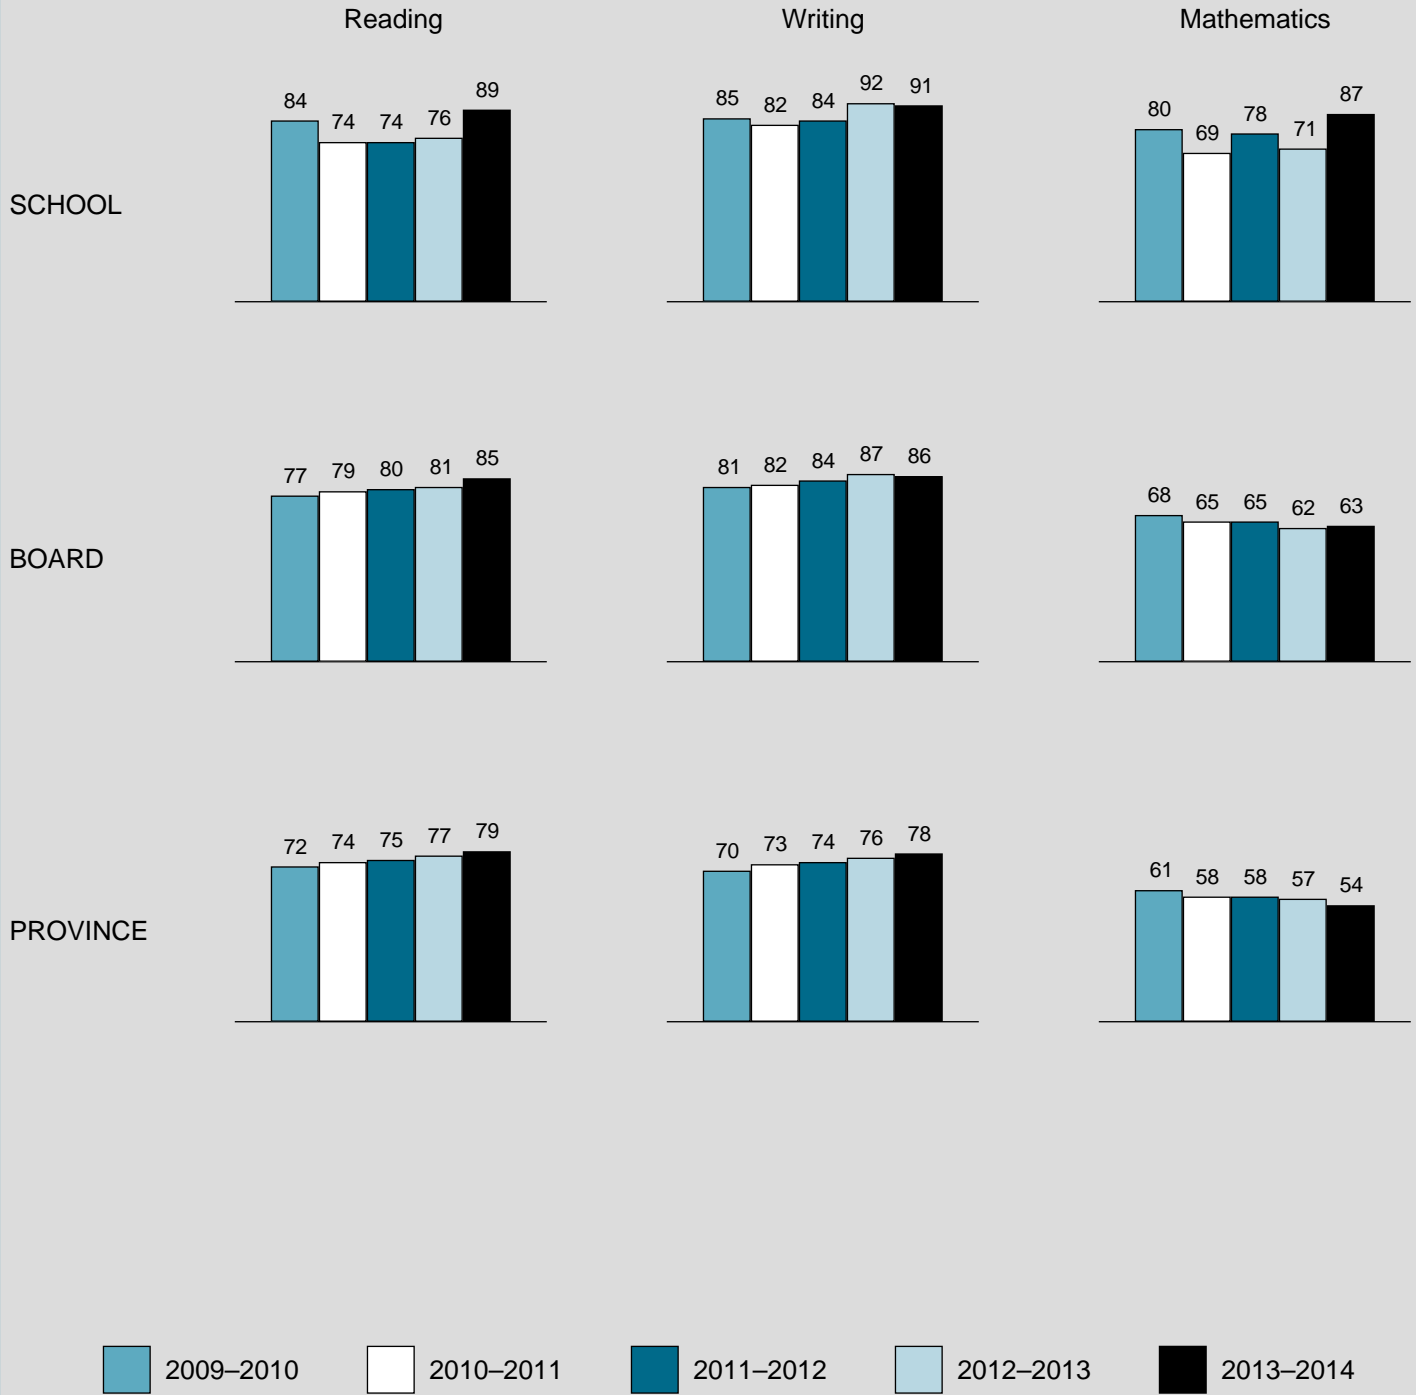 Reading Writing Mathematics
84 74 74 76 89 85 82 84 92 91 80 69 78 71 87
SCHOOL
77 79 80 81 85 81 82 84 87 86 68 65 65 62 63
BOARD
72 74 75 77 79 70 73 74 76 78 61 58 58 57 54
PROVINCE
2009–2010 2010–2011 2011–2012 2012–2013 2013–2014